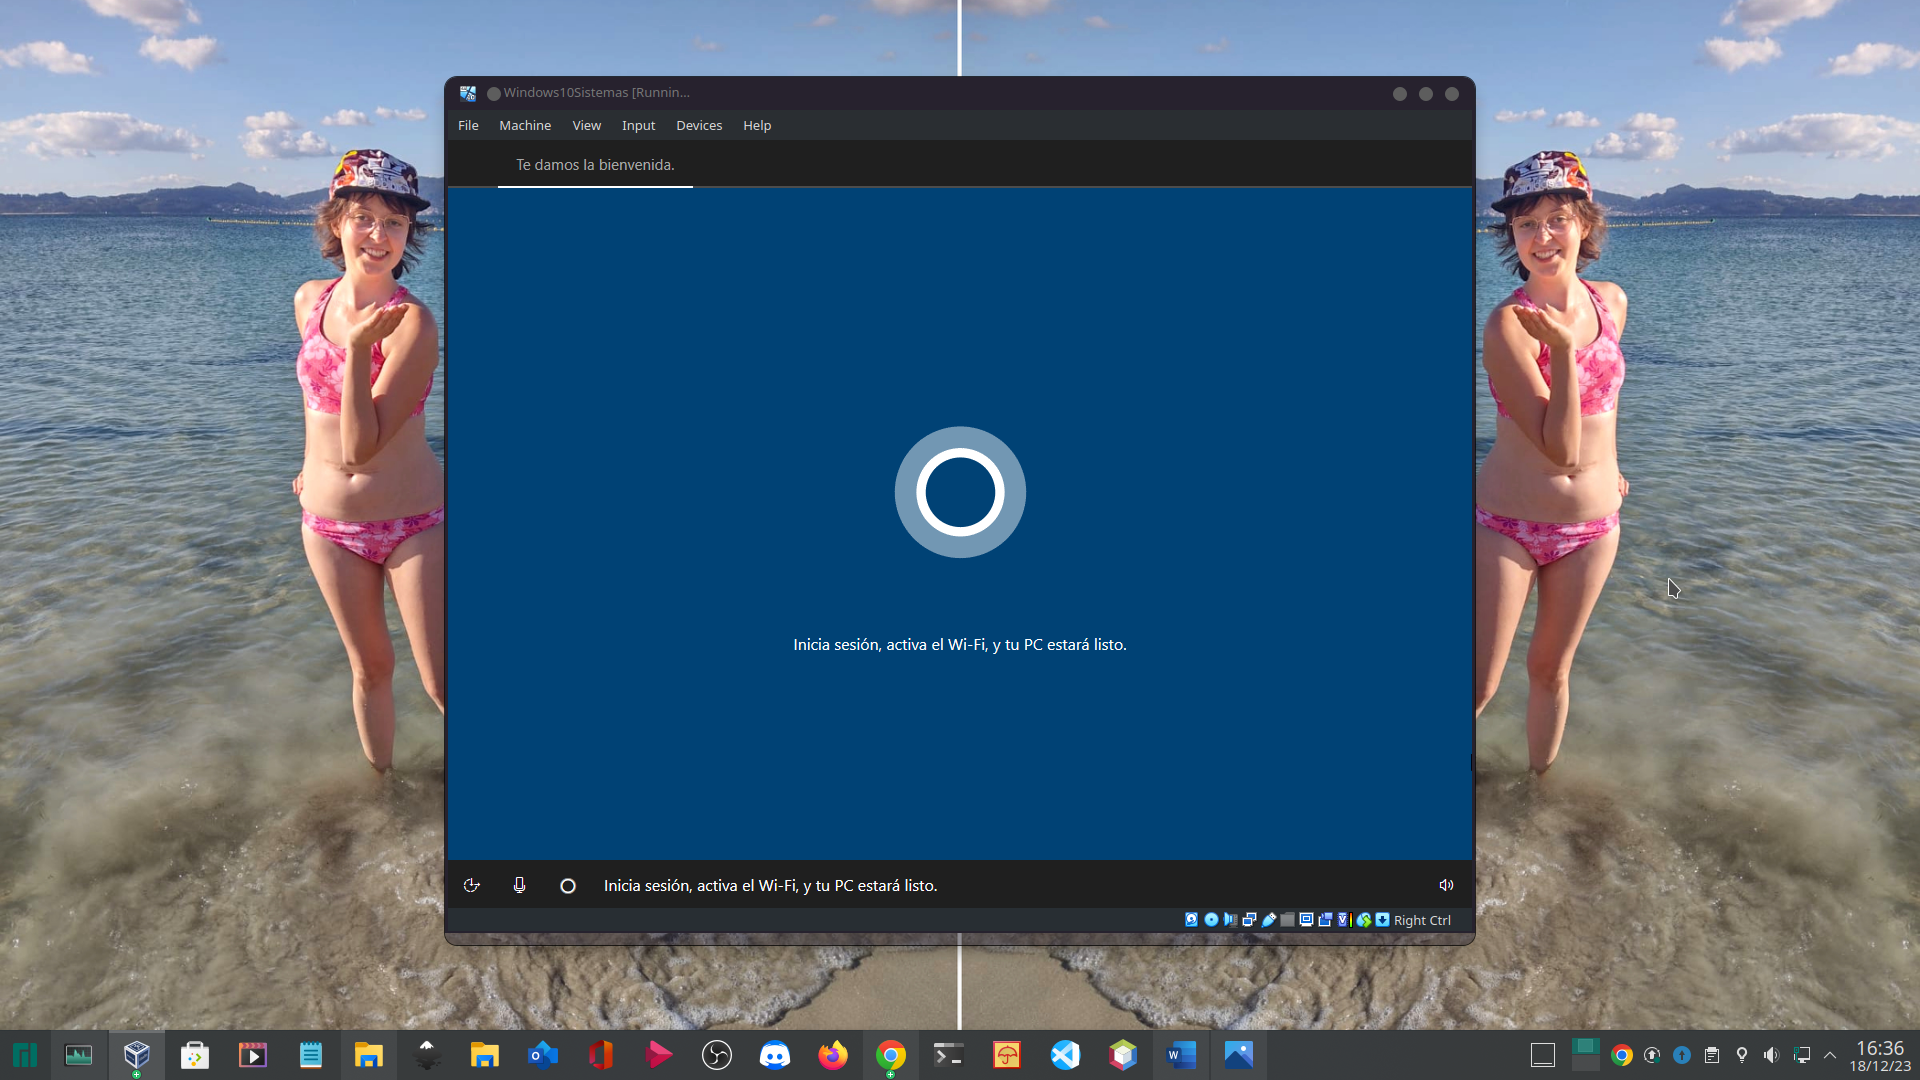 Windows10Sistemas [Runnin...
File Machine View Input Devices Help
Te damos la bienvenida.
Inicia sesión, activa el Wi-Fi, y tu PC estará listo.
Inicia sesión, activa el Wi-Fi, y tu PC estará listo.
Right Ctrl
16:36
18/12/23